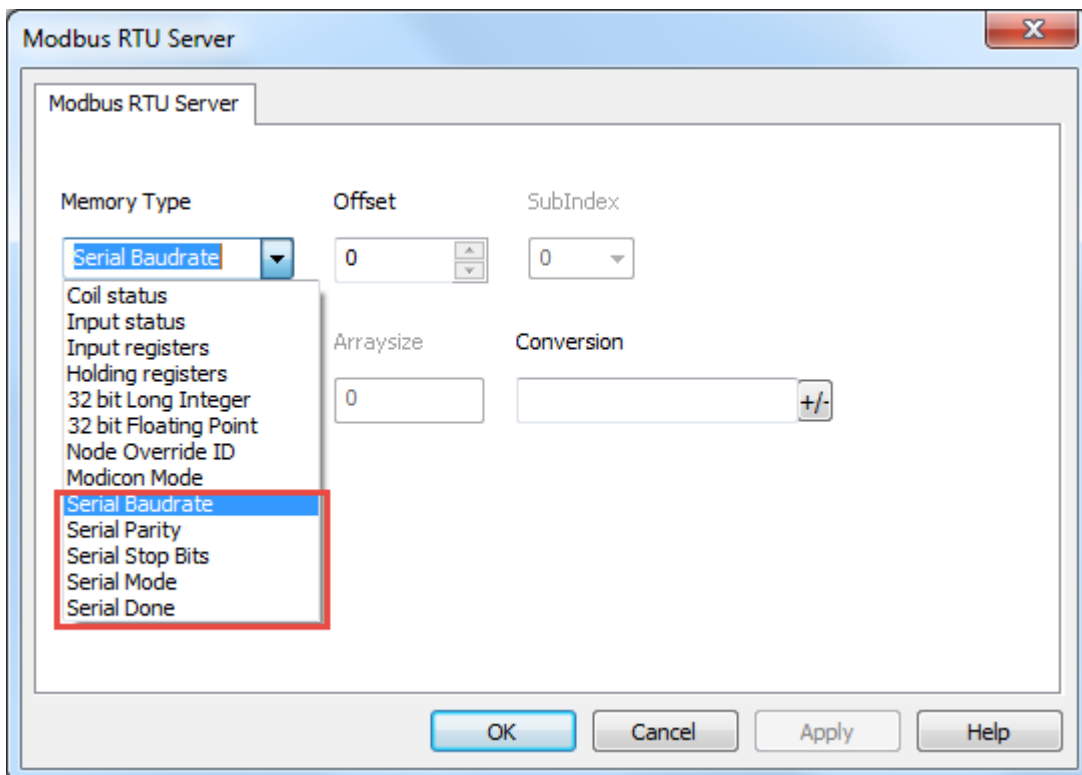 Modbus RTU Server
Modbus RTU Server
Memory Type Offset SubIndex
Serial Baudrate 0 0
Coil status
Input status
Input registers
Holding registers
32 bit Long Integer
32 bit Floating Point
Node Override ID
Modicon Mode
Serial Baudrate
Serial Parity
Serial Stop Bits
Serial Mode
Serial Done
Arraysize Conversion
0 +/-
OK Cancel Apply Help